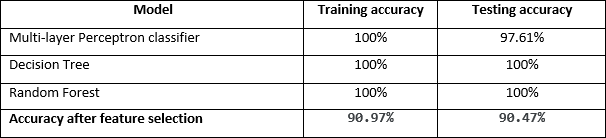 Model Training accuracy Testing accuracy
Multi-layer Perceptron classifier 100% 97.61%
Decision Tree 100% 100%
Random Forest 100% 100%
Accuracy after feature selection 90.97% 90.47%